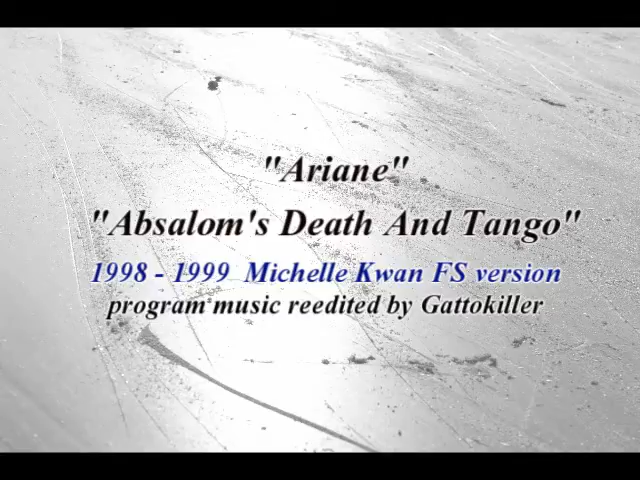 "Ariane"
"Absalom's Death And Tango"
1998 - 1999 Michelle Kwan FS version
program music reedited by Gattokiller